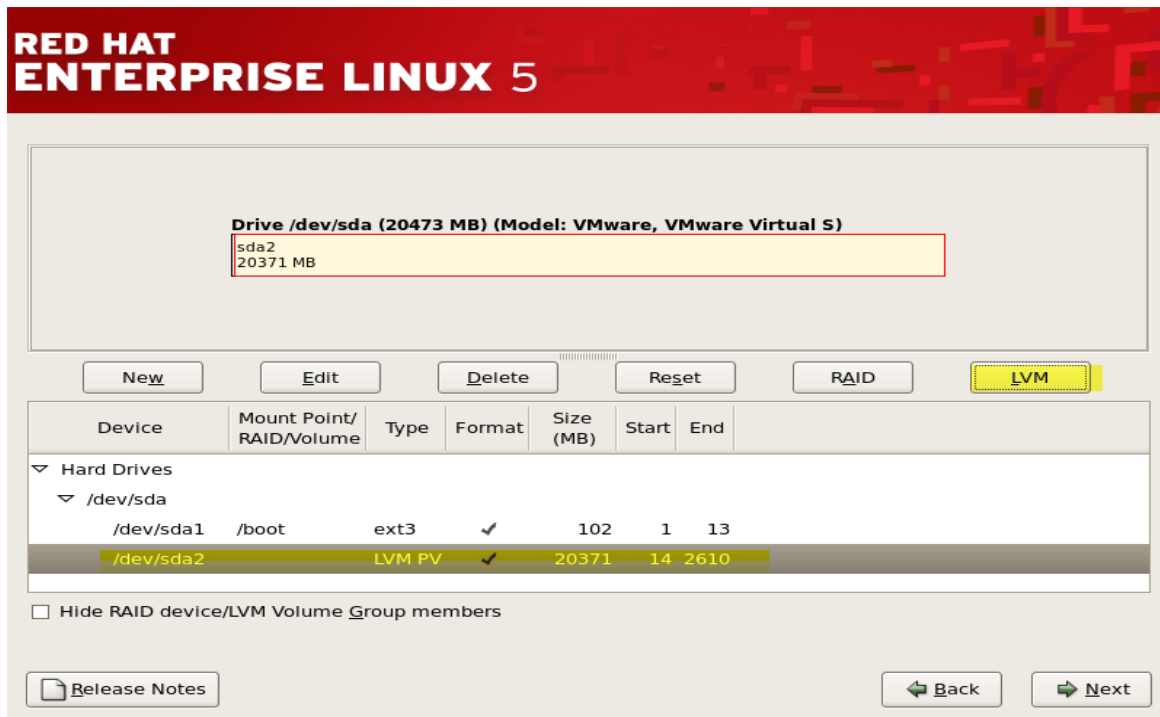 RED HAT
ENTERPRISE LINUX 5
Drive /dev/sda (20473 MB) (Model: VMware, VMware Virtual S)
sda2
20371 MB
New Edit Delete Reset RAID LVM
Device Mount Point/ RAID/Volume Type Format Size (MB) Start End
Hard Drives
/dev/sda
/dev/sda1 /boot ext3 102 1 13
/dev/sda2 LVM PV 20371 14 2610
Hide RAID device/LVM Volume Group members
Release Notes Back Next